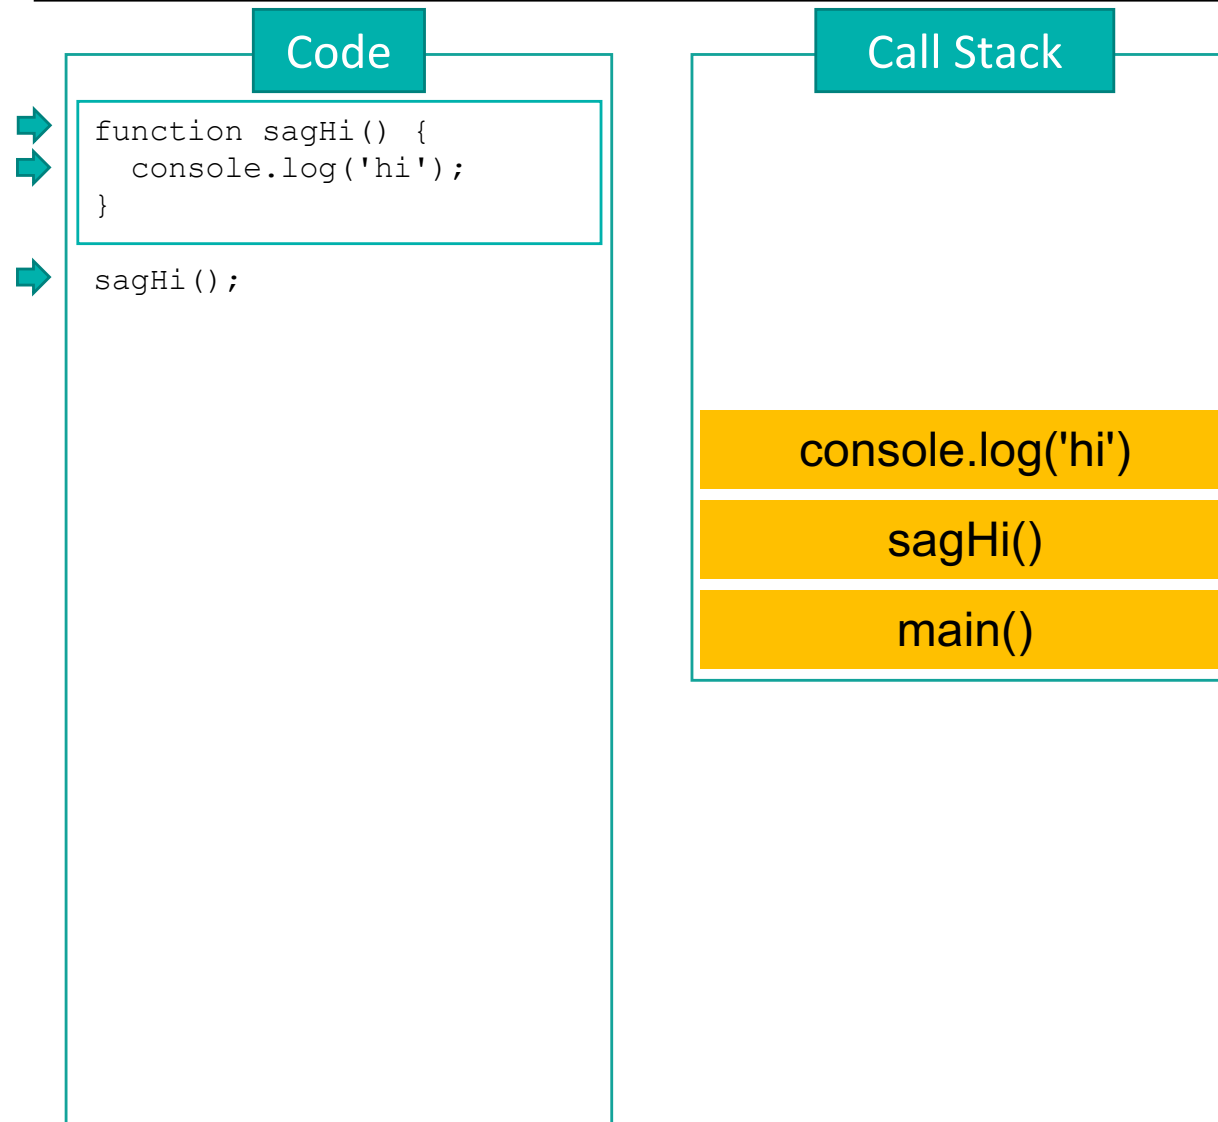 Code
function sagHi() {
  console.log('hi');
}
sagHi();
Call Stack
console.log('hi')
sagHi()
main()